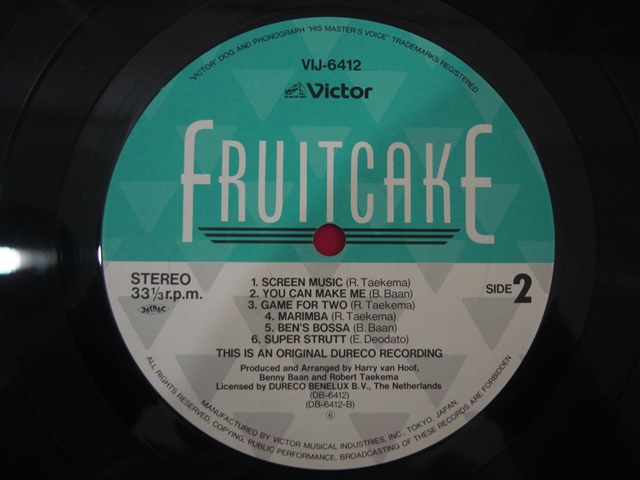 "VICTOR" DOG AND PHONOGRAPH "HIS MASTER'S VOICE" TRADEMARKS REGISTERED
VIJ-6412
Victor
FRUITCAKE
STEREO
33 1/3 r.p.m.
SIDE 2
1. SCREEN MUSIC (R. Taekema)
2. YOU CAN MAKE ME (B. Baan)
3. GAME FOR TWO (R. Taekema)
4. MARIMBA (R. Taekema)
5. BEN'S BOSSA (B. Baan)
6. SUPER STRUTT (E. Deodato)
THIS IS AN ORIGINAL DURECO RECORDING
Produced and Arranged by Harry van Hoof,
Benny Baan and Robert Taekema
Licensed by DURECO BENELUX B.V., The Netherlands
(DB-6412)
(DB-6412-B)
6
MANUFACTURED BY VICTOR MUSICAL INDUSTRIES, INC., TOKYO, JAPAN.
ALL RIGHTS RESERVED, COPYING, PUBLIC PERFORMANCE, BROADCASTING OF THESE RECORDS ARE FORBIDDEN